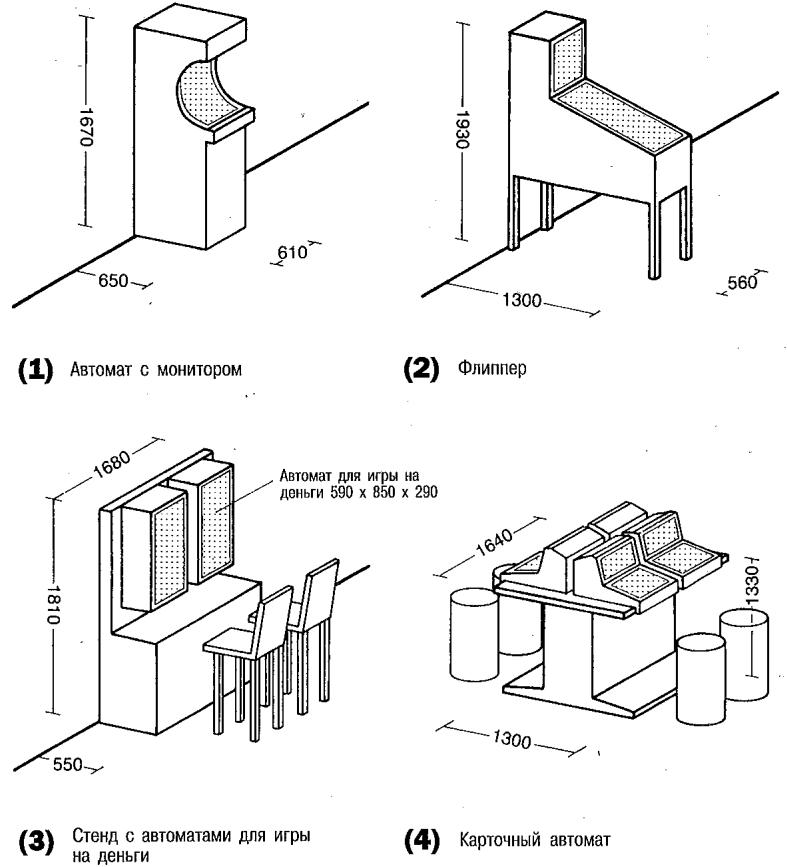 1670
650
610
(1) Автомат с монитором
1930
1300
560
(2) Флиппер
1680
Автомат для игры на
деньги 590 x 850 x 290
1810
550
(3) Стенд с автоматами для игры
на деньги
1640
1330
1300
(4) Карточный автомат